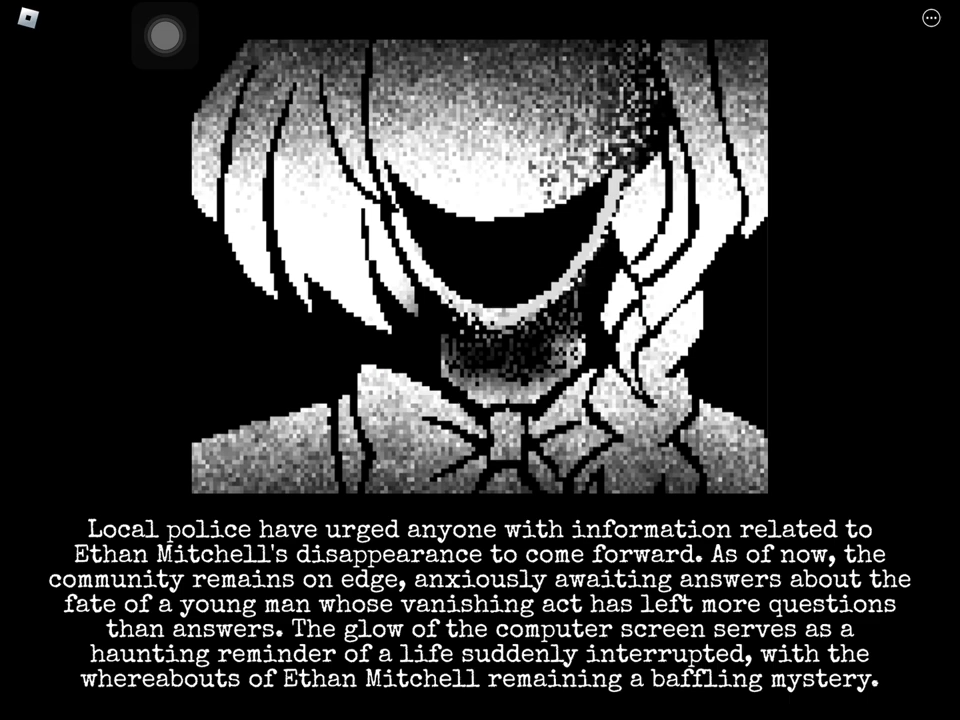 Local police have urged anyone with information related to
Ethan Mitchell's disappearance to come forward. As of now, the
community remains on edge, anxiously awaiting answers about the
fate of a young man whose vanishing act has left more questions
than answers. The glow of the computer screen serves as a
haunting reminder of a life suddenly interrupted, with the
whereabouts of Ethan Mitchell remaining a baffling mystery.